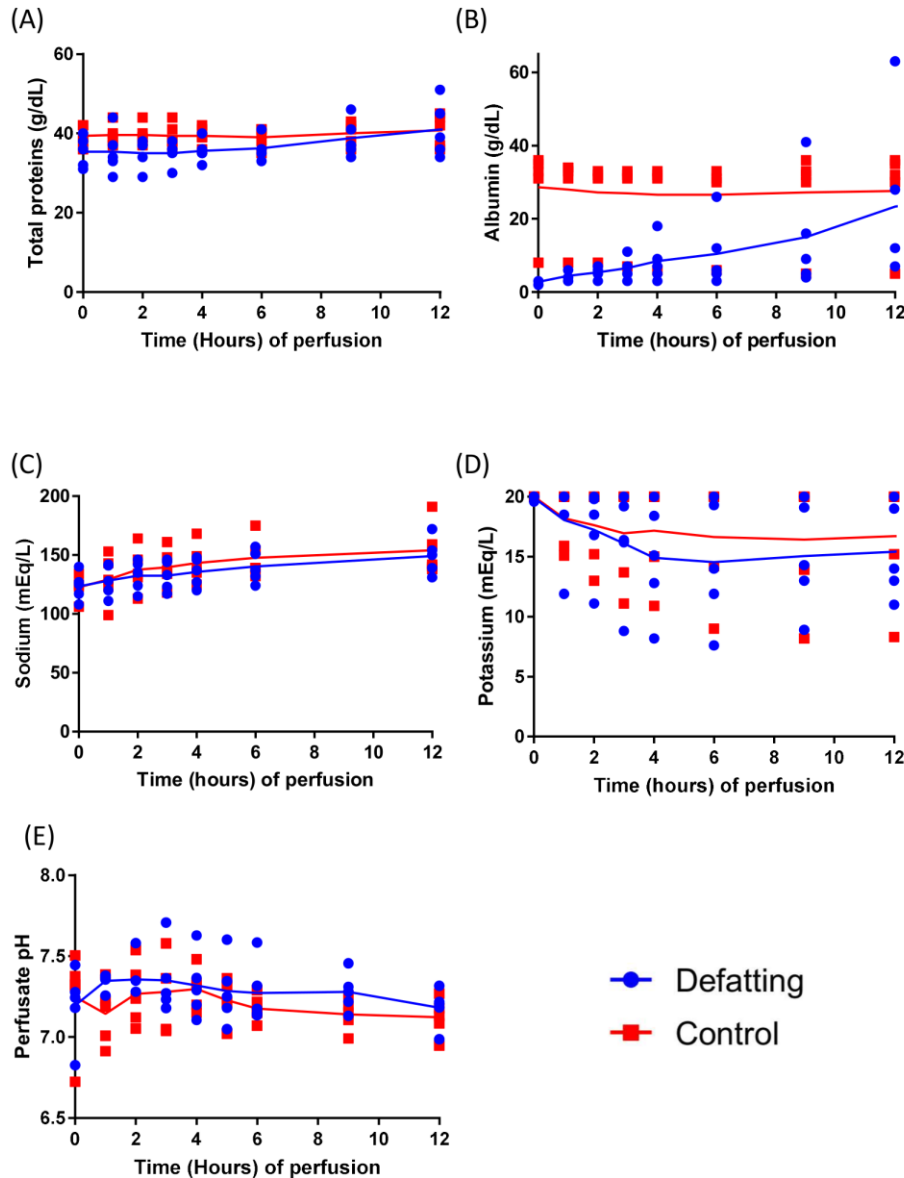 (A)
Total proteins (g/dL)
60
40
20
0
0 2 4 6 8 10 12
Time (Hours) of perfusion
(B)
Albumin (g/dL)
60
40
20
0
0 2 4 6 8 10 12
Time (hours) of perfusion
(C)
Sodium (mEq/L)
200
150
100
50
0
0 2 4 6 8 10 12
Time (hours) of perfusion
(D)
Potassium (mEq/L)
20
15
10
5
0
0 2 4 6 8 10 12
Time (hours) of perfusion
(E)
Perfusate pH
8.0
7.5
7.0
6.5
0 2 4 6 8 10 12
Time (Hours) of perfusion
Defatting
Control